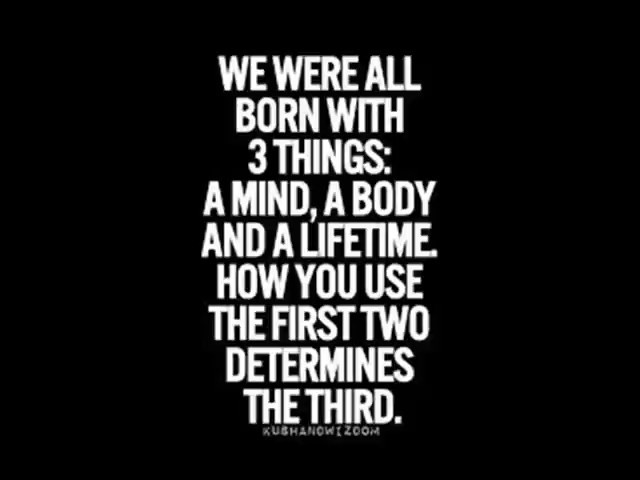 WE WERE ALL
BORN WITH
3 THINGS:
A MIND, A BODY
AND A LIFETIME.
HOW YOU USE
THE FIRST TWO
DETERMINES
THE THIRD.
KUSHANDWIZDOM